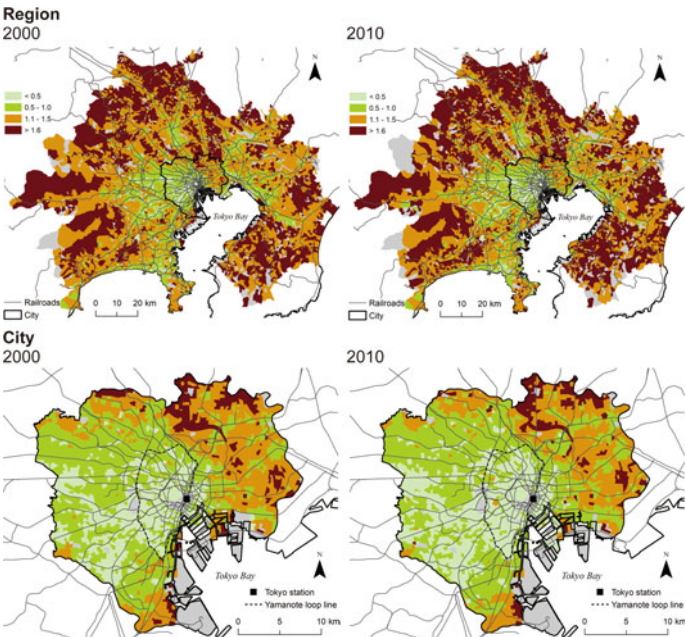 Region
2000
2010
N
N
< 0.5
0.5 - 1.0
1.1 - 1.5
> 1.6
< 0.5
0.5 - 1.0
1.1 - 1.5
> 1.6
Tokyo Bay
Tokyo Bay
Railroads
City
0 10 20 km
Railroads
City
0 10 20 km
City
2000
2010
Tokyo Bay
N
Tokyo Bay
N
Tokyo station
Yamanote loop line
0 5 10 km
Tokyo station
Yamanote loop line
0 5 10 km